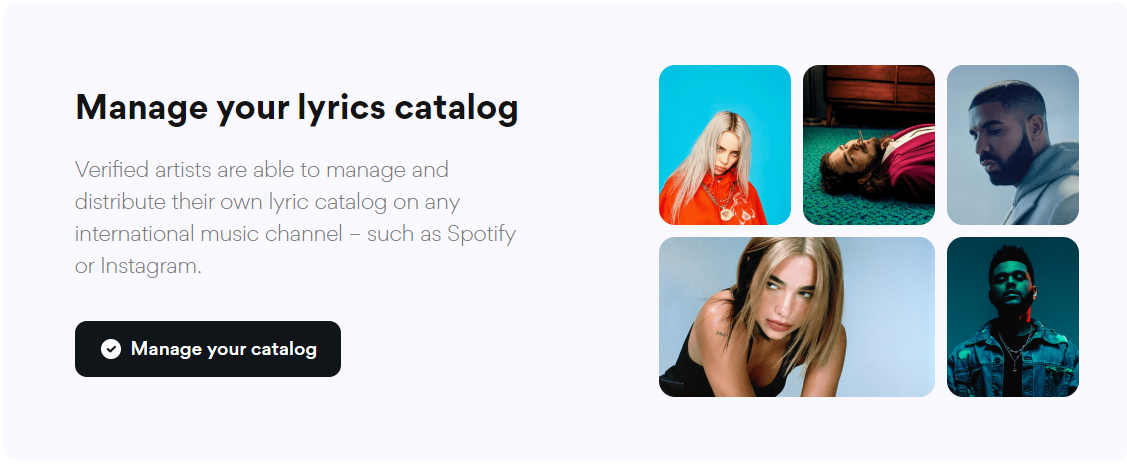 Manage your lyrics catalog
Verified artists are able to manage and
distribute their own lyric catalog on any
international music channel – such as Spotify
or Instagram.
Manage your catalog